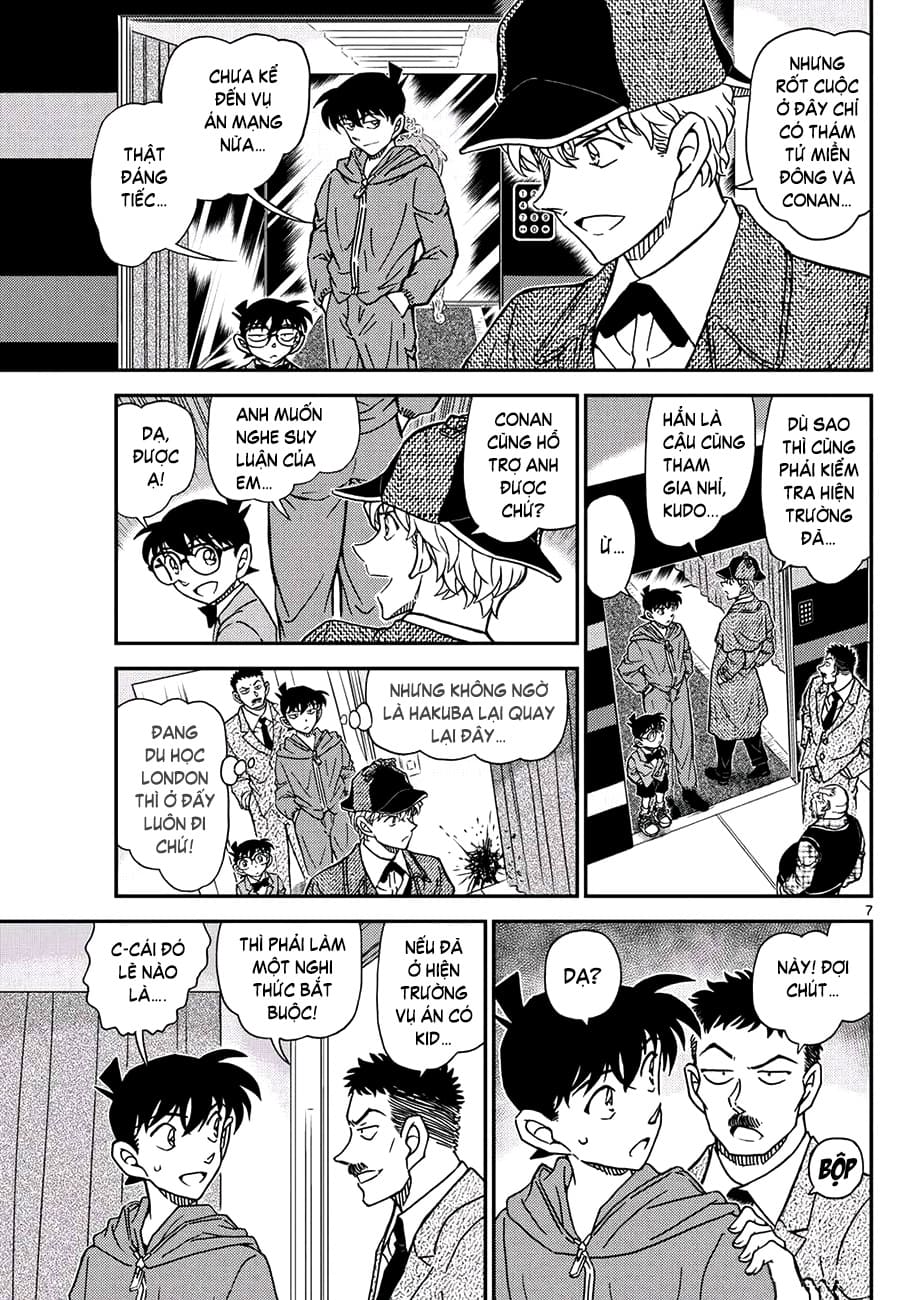 NHƯNG
RỐT CUỘC
Ở ĐÂY CHỈ
CÓ THÁM
TỬ MIỀN
ĐÔNG VÀ
CONAN...
CHƯA KỂ
ĐẾN VỤ
ÁN MẠNG
NỮA...
THẬT
ĐÁNG
TIẾC...
DÙ SAO
THÌ CŨNG
PHẢI KIỂM
TRA HIỆN
TRƯỜNG
ĐÃ...
HẲN LÀ
CẬU CŨNG
THAM
GIA NHỈ,
KUDO...
Ừ...
CONAN
CŨNG HỖ
TRỢ ANH
ĐƯỢC
CHỨ?
ANH MUỐN
NGHE SUY
LUẬN CỦA
EM...
DẠ,
ĐƯỢC
Ạ!
NHƯNG KHÔNG NGỜ
LÀ HAKUBA LẠI QUAY
LẠI ĐÂY...
ĐANG
DU HỌC
LONDON
THÌ Ở ĐẤY
LUÔN ĐI
CHỨ!
7
NÀY! ĐỢI
CHÚT...
DẠ?
BỘP
NẾU ĐÃ
Ở HIỆN
TRƯỜNG
VỤ ÁN CÓ
KID...
THÌ PHẢI LÀM
MỘT NGHI
THỨC BẮT
BUỘC!
C-CÁI ĐÓ
LẼ NÀO
LÀ....